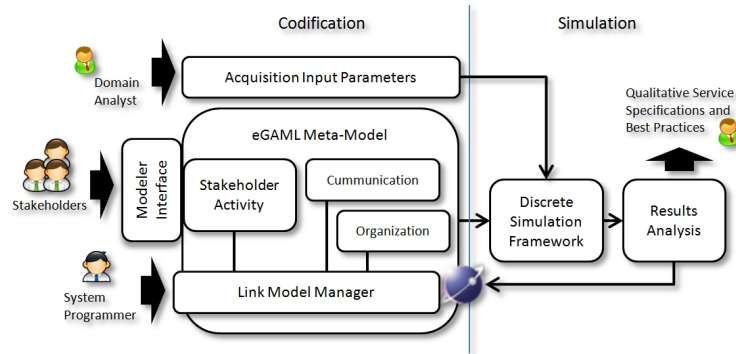 Codification
Simulation
Domain
Analyst
Acquisition Input Parameters
Qualitative Service
Specifications and
Best Practices
eGAML Meta-Model
Stakeholders
Modeler
Interface
Stakeholder
Activity
Cummunication
Organization
Discrete
Simulation
Framework
Results
Analysis
System
Programmer
Link Model Manager